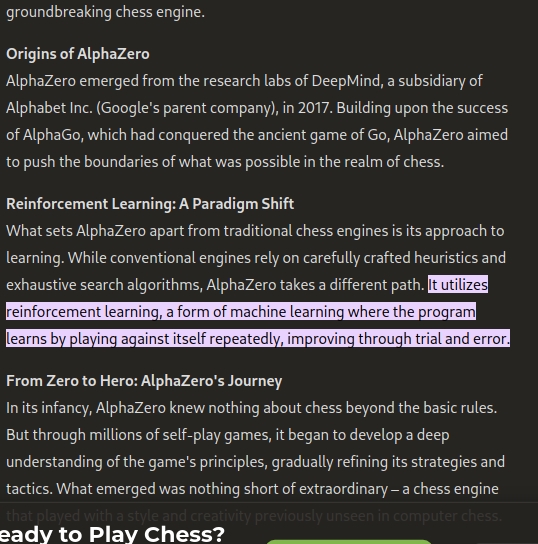 groundbreaking chess engine.
Origins of AlphaZero
AlphaZero emerged from the research labs of DeepMind, a subsidiary of
Alphabet Inc. (Google's parent company), in 2017. Building upon the success
of AlphaGo, which had conquered the ancient game of Go, AlphaZero aimed
to push the boundaries of what was possible in the realm of chess.
Reinforcement Learning: A Paradigm Shift
What sets AlphaZero apart from traditional chess engines is its approach to
learning. While conventional engines rely on carefully crafted heuristics and
exhaustive search algorithms, AlphaZero takes a different path. It utilizes
reinforcement learning, a form of machine learning where the program
learns by playing against itself repeatedly, improving through trial and error.
From Zero to Hero: AlphaZero's Journey
In its infancy, AlphaZero knew nothing about chess beyond the basic rules.
But through millions of self-play games, it began to develop a deep
understanding of the game's principles, gradually refining its strategies and
tactics. What emerged was nothing short of extraordinary – a chess engine
that played with a style and creativity previously unseen in computer chess.
eady to Play Chess?